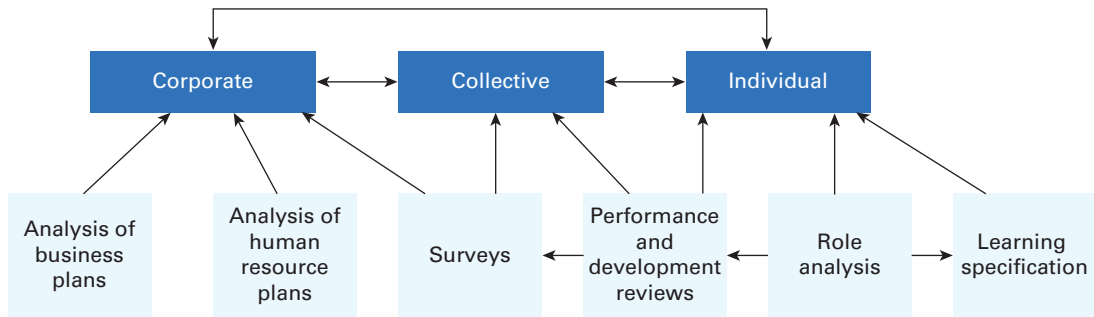 Corporate
Collective
Individual
Analysis of
business
plans
Analysis of
human
resource
plans
Surveys
Performance
and
development
reviews
Role
analysis
Learning
specification